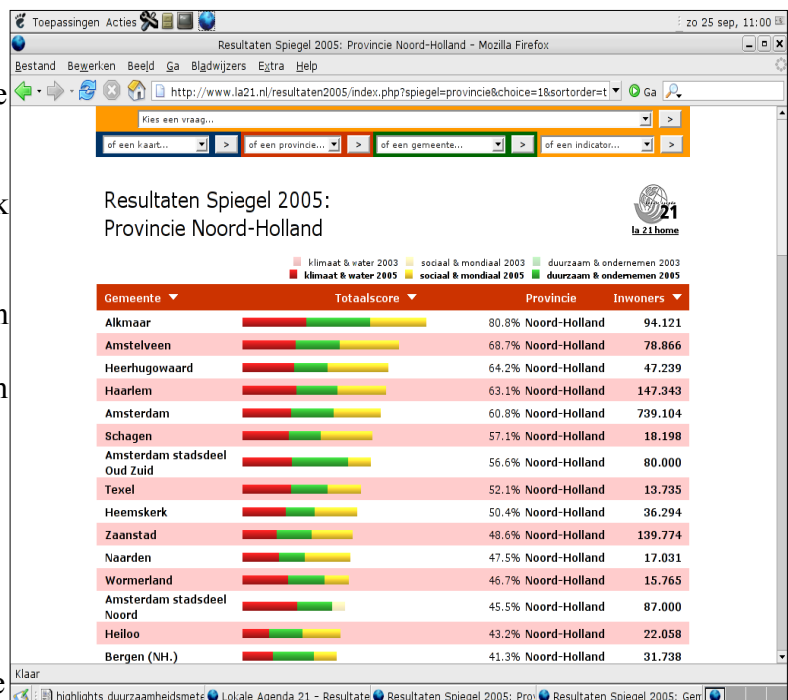 Toepassingen Acties
zo 25 sep, 11:00
Resultaten Spiegel 2005: Provincie Noord-Holland - Mozilla Firefox
Bestand Bewerken Beeld Ga Bladwijzers Extra Help
http://www.la21.nl/resultaten2005/index.php?spiegel=provincie&choice=1&sortorder=t
Ga
e
Kies een vraag... >
of een kaart... > of een provincie... > of een gemeente... > of een indicator... >
k
Resultaten Spiegel 2005:
Provincie Noord-Holland
21
la 21 home
klimaat & water 2003 sociaal & mondiaal 2003 duurzaam & ondernemen 2003
klimaat & water 2005 sociaal & mondiaal 2005 duurzaam & ondernemen 2005
Gemeente Totaalscore Provincie Inwoners
n
Alkmaar 80.8% Noord-Holland 94.121
Amstelveen 68.7% Noord-Holland 78.866
Heerhugowaard 64.2% Noord-Holland 47.239
n
Haarlem 63.1% Noord-Holland 147.343
Amsterdam 60.8% Noord-Holland 739.104
Schagen 57.1% Noord-Holland 18.198
Amsterdam stadsdeel
Oud Zuid 56.6% Noord-Holland 80.000
Texel 52.1% Noord-Holland 13.735
Heemskerk 50.4% Noord-Holland 36.294
Zaanstad 48.6% Noord-Holland 139.774
Naarden 47.5% Noord-Holland 17.031
Wormerland 46.7% Noord-Holland 15.765
Amsterdam stadsdeel
Noord 45.5% Noord-Holland 87.000
Heiloo 43.2% Noord-Holland 22.058
Bergen (NH.) 41.3% Noord-Holland 31.738
Klaar
e
highlights duurzaamheidsmete Lokale Agenda 21 - Resultate Resultaten Spiegel 2005: Prov Resultaten Spiegel 2005: Gem